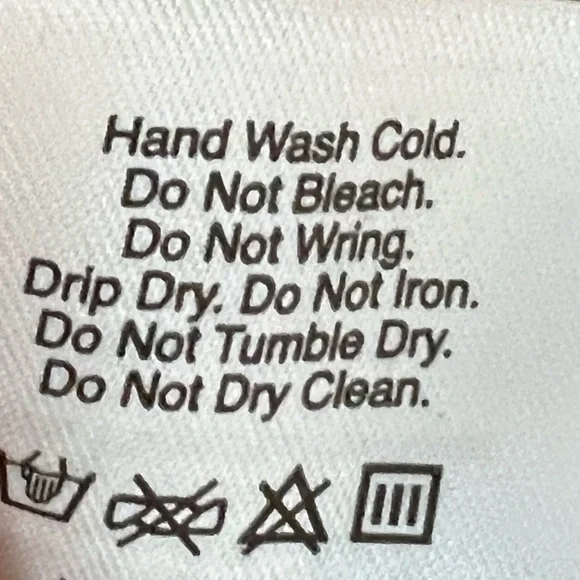 Hand Wash Cold.
Do Not Bleach.
Do Not Wring.
Drip Dry. Do Not Iron.
Do Not Tumble Dry.
Do Not Dry Clean.